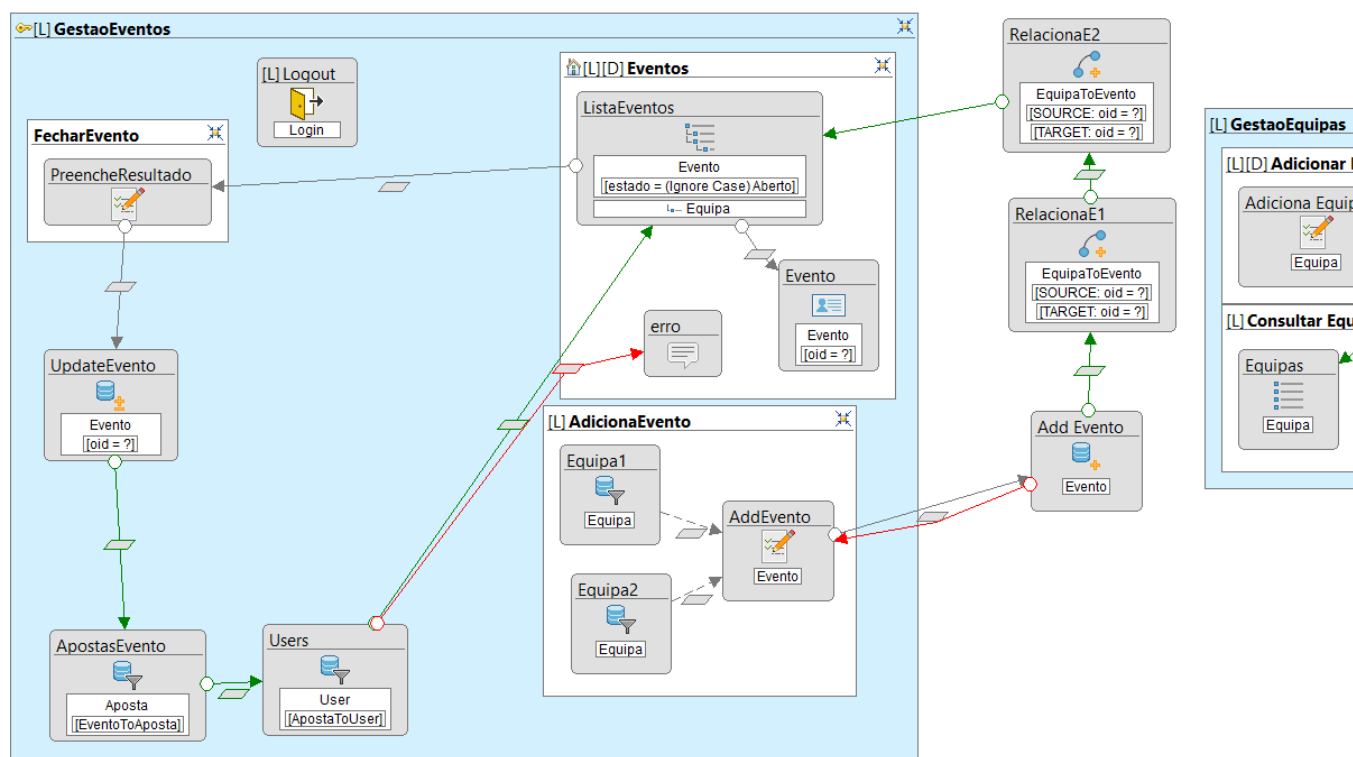 [L] GestaoEventos
[L] Logout
Login
FecharEvento
PreencheResultado
[L][D] Eventos
ListaEventos
Evento
[estado = (Ignore Case) Aberto]
Equipa
Evento
Evento
[oid = ?]
erro
UpdateEvento
Evento
[oid = ?]
[L] AdicionaEvento
Equipa1
Equipa
Equipa2
Equipa
AddEvento
Evento
ApostasEvento
Aposta
[EventoToAposta]
Users
User
[ApostaToUser]
RelacionaE2
EquipaToEvento
[SOURCE: oid = ?]
[TARGET: oid = ?]
RelacionaE1
EquipaToEvento
[SOURCE: oid = ?]
[TARGET: oid = ?]
Add Evento
Evento
[L] GestaoEquipas
[L][D] Adicionar
Adiciona Equip
Equipa
[L] Consultar Equ
Equipas
Equipa